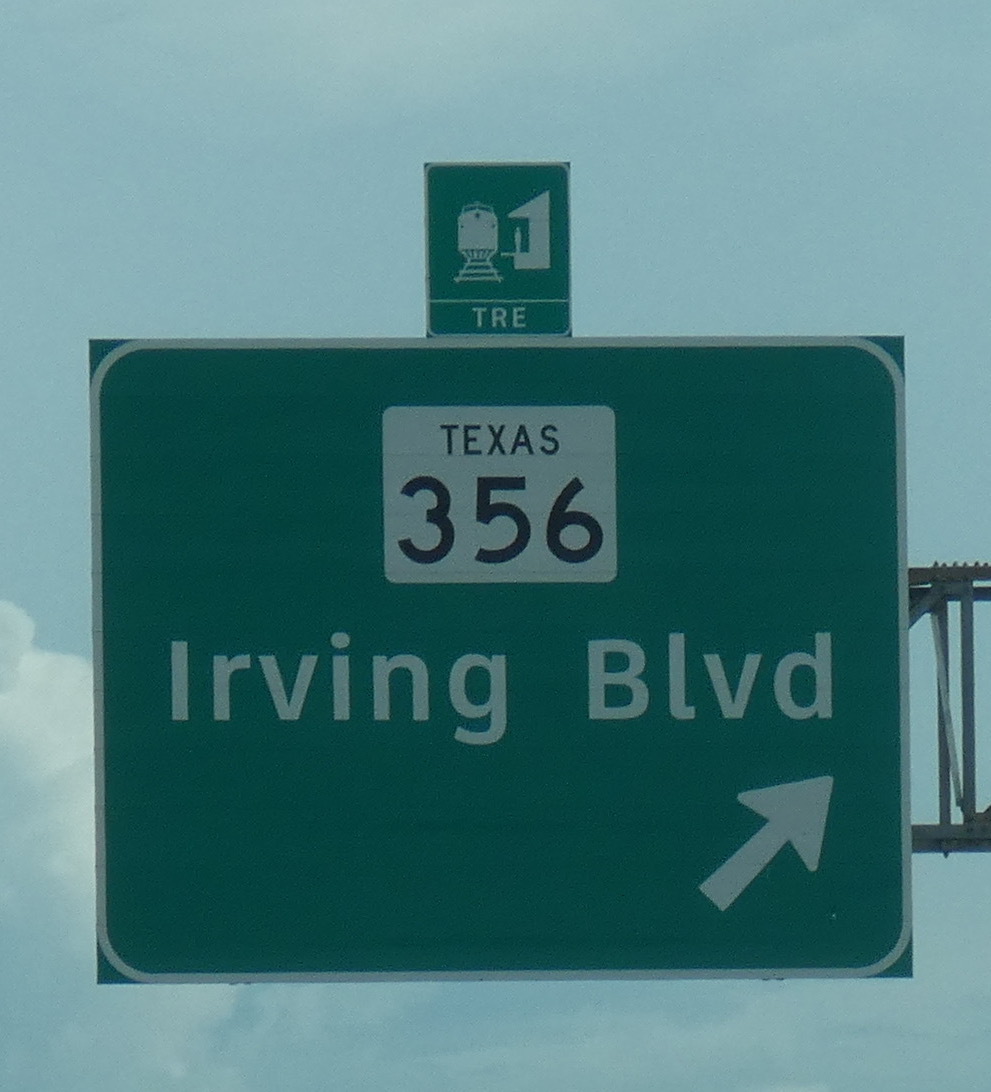 TRE
TEXAS
356
Irving Blvd